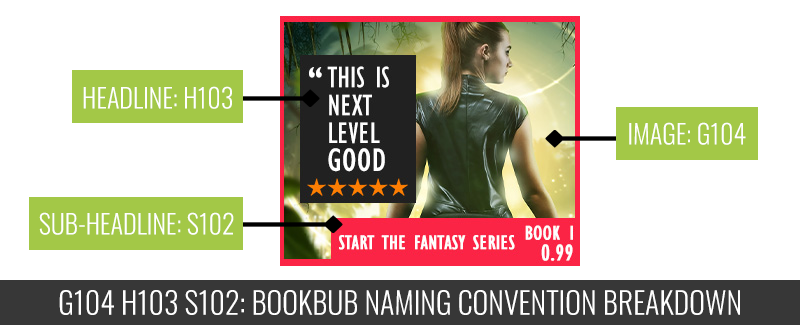 HEADLINE: H103
“ THIS IS
NEXT
LEVEL
GOOD
IMAGE: G104
SUB-HEADLINE: S102
START THE FANTASY SERIES
BOOK 1
0.99
G104 H103 S102: BOOKBUB NAMING CONVENTION BREAKDOWN